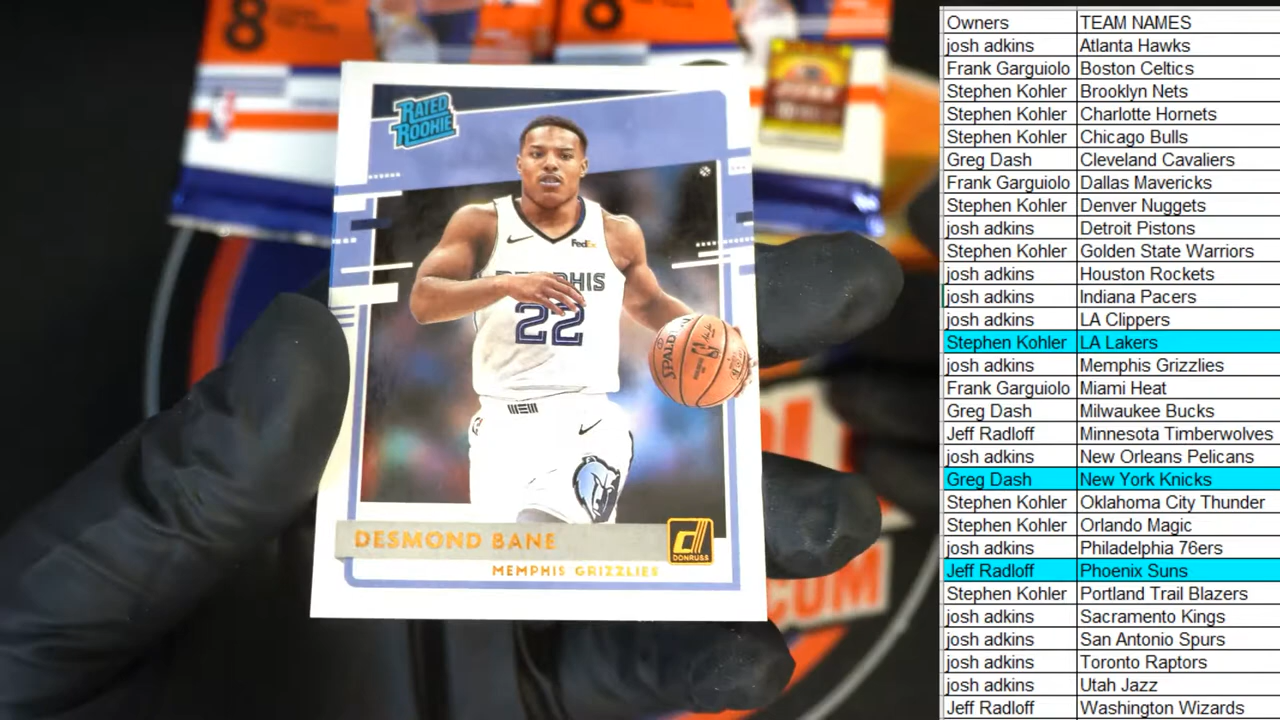 8
8
RATED
ROOKIE
FedEx
MEMPHIS
22
SPALDING
DESMOND BANE
DONRUSS
MEMPHIS GRIZZLIES
COM
Owners TEAM NAMES
josh adkins Atlanta Hawks
Frank Garguiolo Boston Celtics
Stephen Kohler Brooklyn Nets
Stephen Kohler Charlotte Hornets
Stephen Kohler Chicago Bulls
Greg Dash Cleveland Cavaliers
Frank Garguiolo Dallas Mavericks
Stephen Kohler Denver Nuggets
josh adkins Detroit Pistons
Stephen Kohler Golden State Warriors
josh adkins Houston Rockets
josh adkins Indiana Pacers
josh adkins LA Clippers
Stephen Kohler LA Lakers
josh adkins Memphis Grizzlies
Frank Garguiolo Miami Heat
Greg Dash Milwaukee Bucks
Jeff Radloff Minnesota Timberwolves
josh adkins New Orleans Pelicans
Greg Dash New York Knicks
Stephen Kohler Oklahoma City Thunder
Stephen Kohler Orlando Magic
josh adkins Philadelphia 76ers
Jeff Radloff Phoenix Suns
Stephen Kohler Portland Trail Blazers
josh adkins Sacramento Kings
josh adkins San Antonio Spurs
josh adkins Toronto Raptors
josh adkins Utah Jazz
Jeff Radloff Washington Wizards